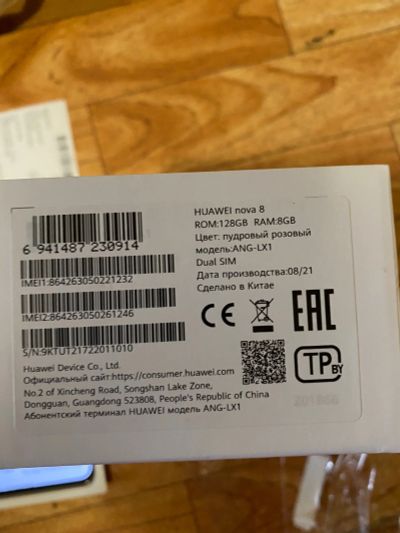 HUAWEI nova 8
ROM:128GB RAM:8GB
Цвет: пудровый розовый
модель:ANG-LX1
Dual SIM
Дата производства:08/21
Сделано в Китае
6 941487 230914
IMEI1:864263050221232
IMEI2:864263050261246
S/N:9KTUT21722011010
CE
EAC
TP BY
Huawei Device Co., Ltd.
Официальный сайт:https://consumer.huawei.com
No.2 of Xincheng Road, Songshan Lake Zone,
Dongguan, Guangdong 523808, People's Republic of China
Абонентский терминал HUAWEI модель ANG-LX1